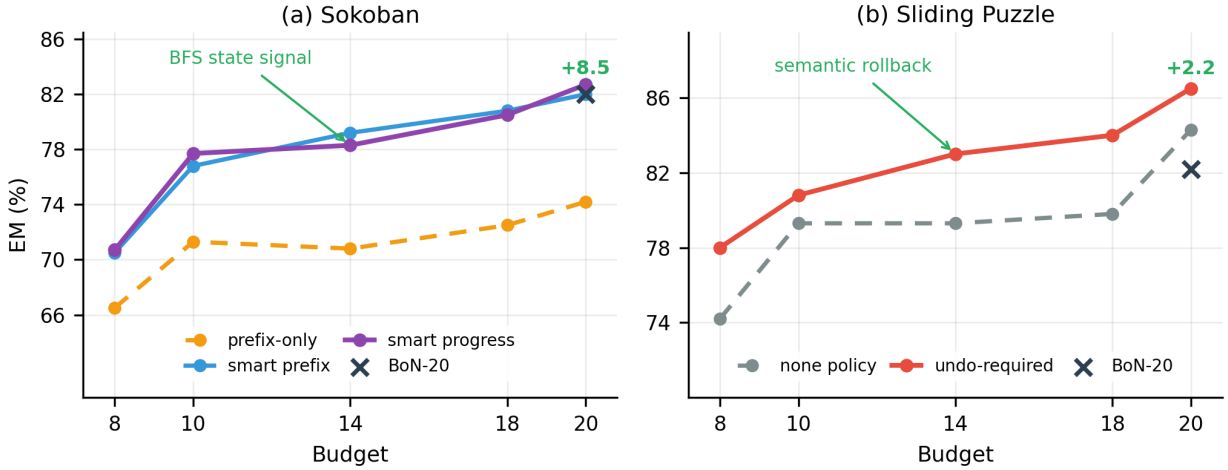 (a) Sokoban
BFS state signal
+8.5
EM (%)
86
82
78
74
70
66
prefix-only
smart prefix
smart progress
BoN-20
8
10
14
18
20
Budget
(b) Sliding Puzzle
semantic rollback
+2.2
86
82
78
74
none policy
undo-required
BoN-20
8
10
14
18
20
Budget